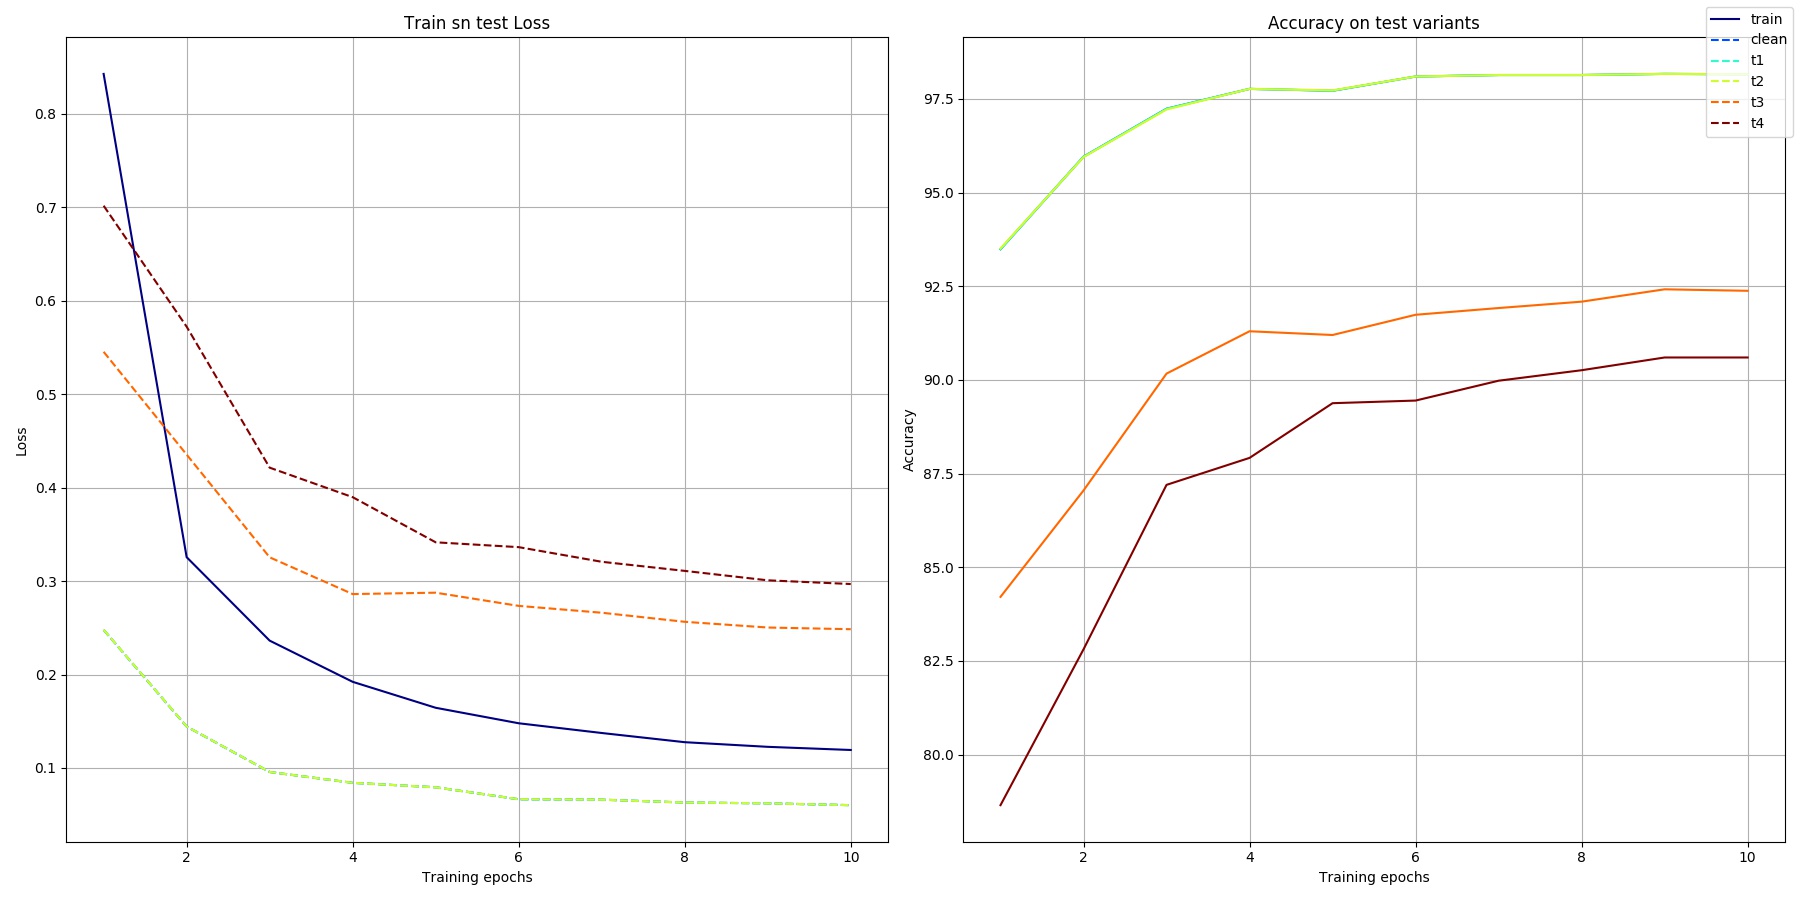 Train sn test Loss
Loss
0.8
0.7
0.6
0.5
0.4
0.3
0.2
0.1
2 4 6 8 10
Training epochs
Accuracy on test variants
Accuracy
97.5
95.0
92.5
90.0
87.5
85.0
82.5
80.0
2 4 6 8 10
Training epochs
train
clean
t1
t2
t3
t4